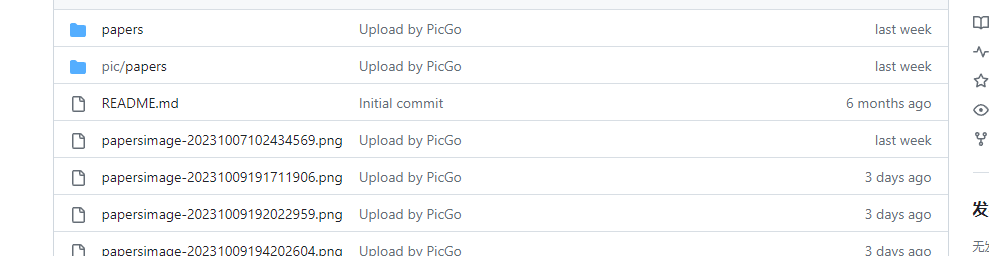 papers Upload by PicGo last week
pic/papers Upload by PicGo last week
README.md Initial commit 6 months ago
papersimage-20231007102434569.png Upload by PicGo last week
papersimage-20231009191711906.png Upload by PicGo 3 days ago
papersimage-20231009192022959.png Upload by PicGo 3 days ago
发
papersimage-20231009194202604.png Upload by PicGo 3 days ago
无